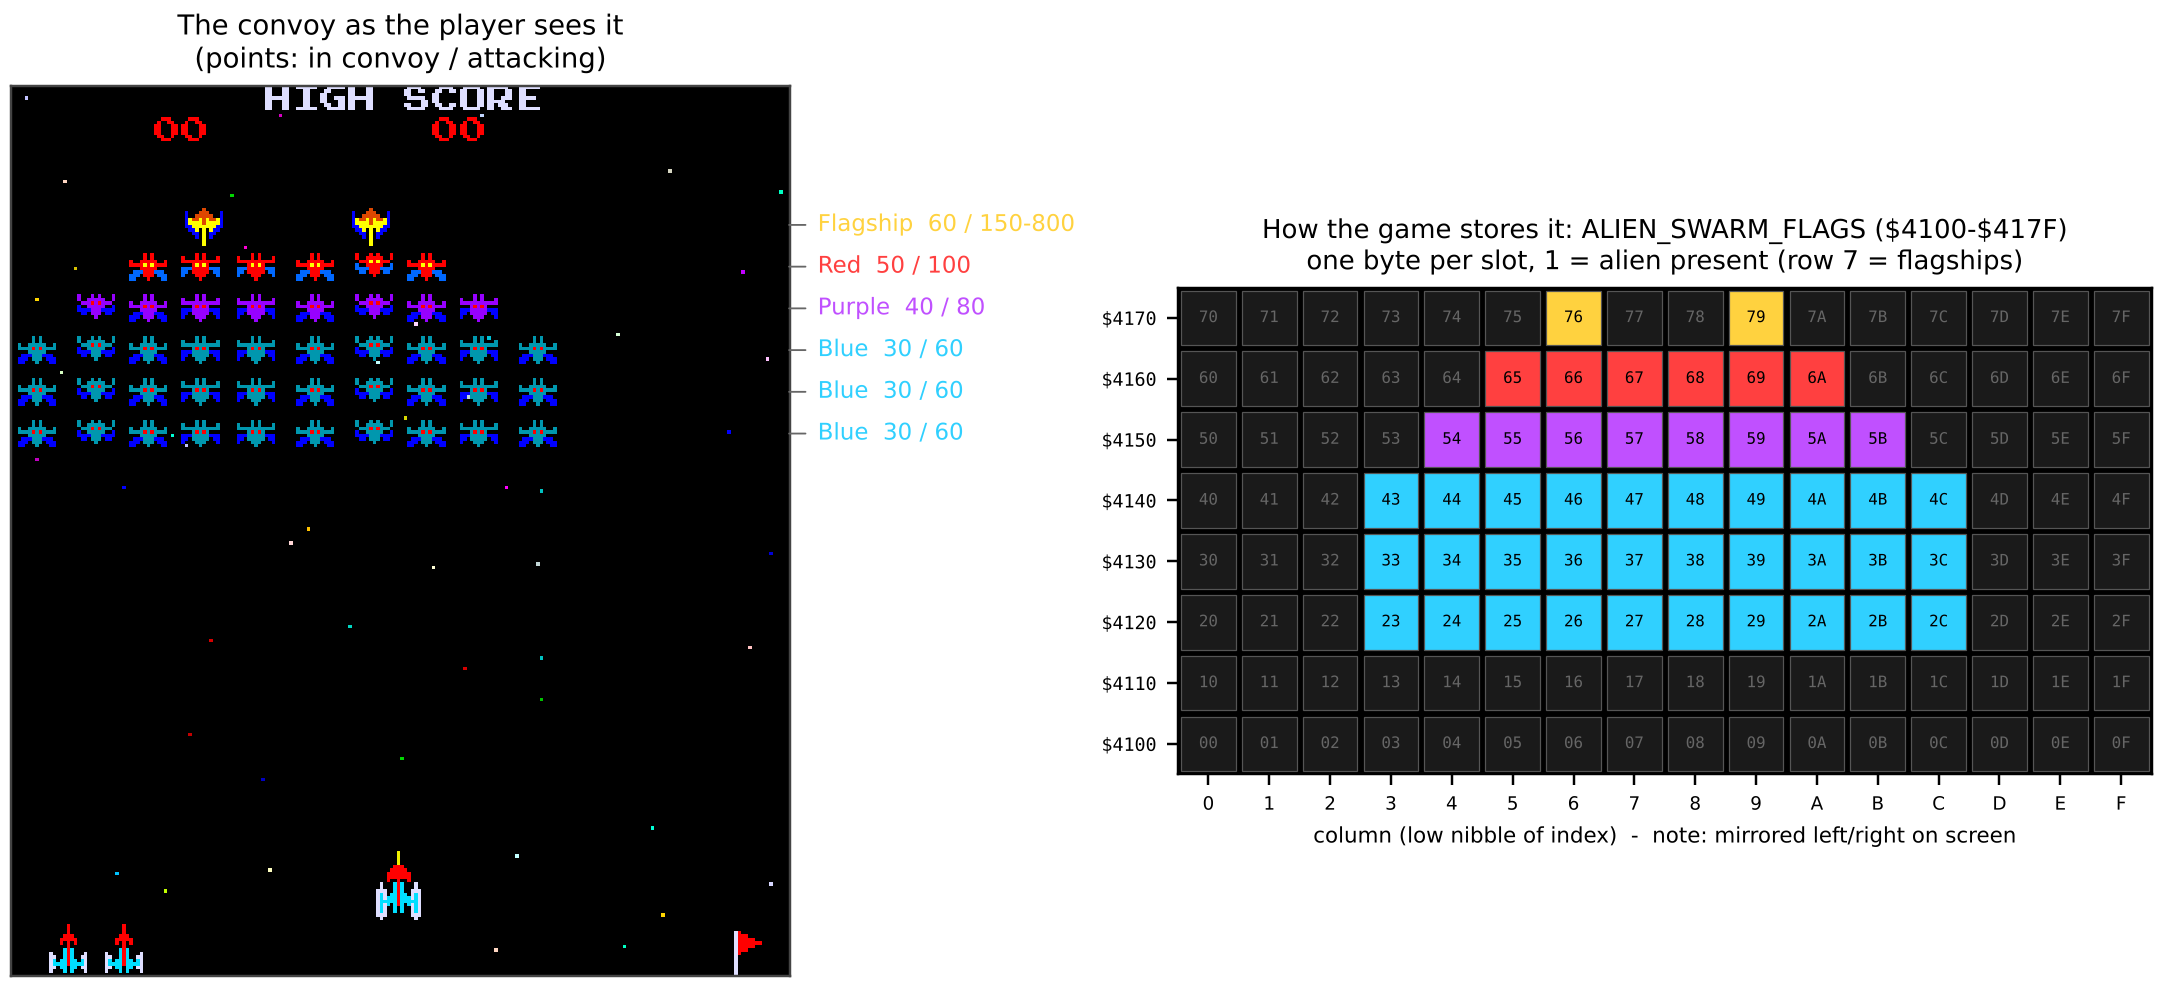 The convoy as the player sees it
(points: in convoy / attacking)
HIGH SCORE
00 00
Flagship 60 / 150-800
Red 50 / 100
Purple 40 / 80
Blue 30 / 60
Blue 30 / 60
Blue 30 / 60
How the game stores it: ALIEN_SWARM_FLAGS ($4100-$417F)
one byte per slot, 1 = alien present (row 7 = flagships)
$4170 70 71 72 73 74 75 76 77 78 79 7A 7B 7C 7D 7E 7F
$4160 60 61 62 63 64 65 66 67 68 69 6A 6B 6C 6D 6E 6F
$4150 50 51 52 53 54 55 56 57 58 59 5A 5B 5C 5D 5E 5F
$4140 40 41 42 43 44 45 46 47 48 49 4A 4B 4C 4D 4E 4F
$4130 30 31 32 33 34 35 36 37 38 39 3A 3B 3C 3D 3E 3F
$4120 20 21 22 23 24 25 26 27 28 29 2A 2B 2C 2D 2E 2F
$4110 10 11 12 13 14 15 16 17 18 19 1A 1B 1C 1D 1E 1F
$4100 00 01 02 03 04 05 06 07 08 09 0A 0B 0C 0D 0E 0F
0 1 2 3 4 5 6 7 8 9 A B C D E F
column (low nibble of index) - note: mirrored left/right on screen